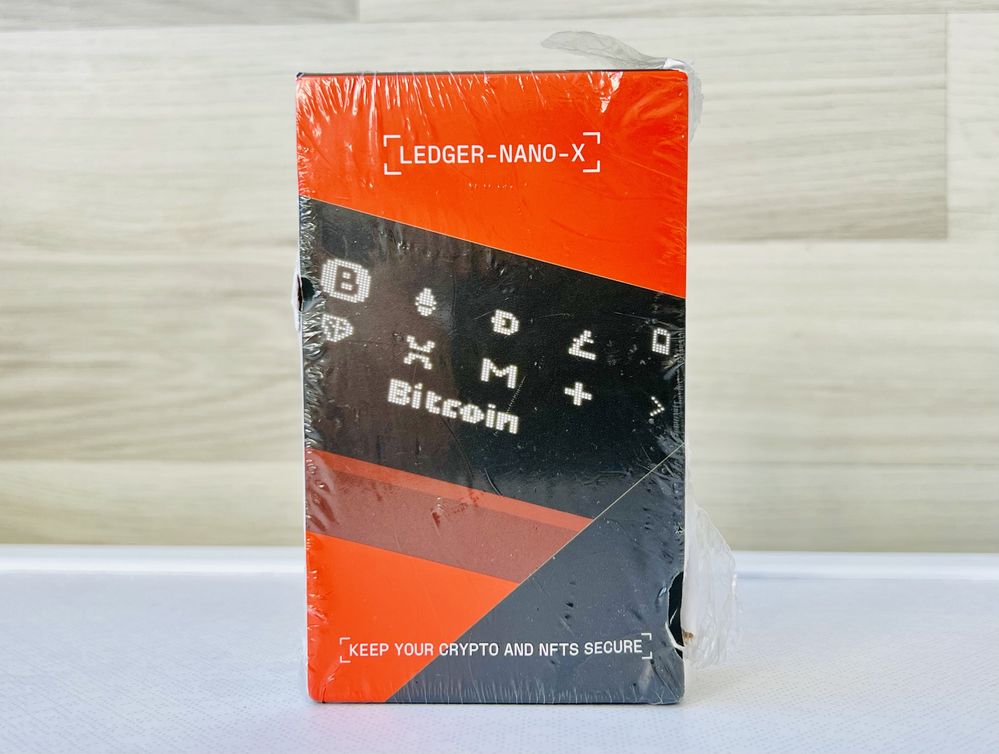 [LEDGER-NANO-X]
Bitcoin
[KEEP YOUR CRYPTO AND NFTS SECURE]